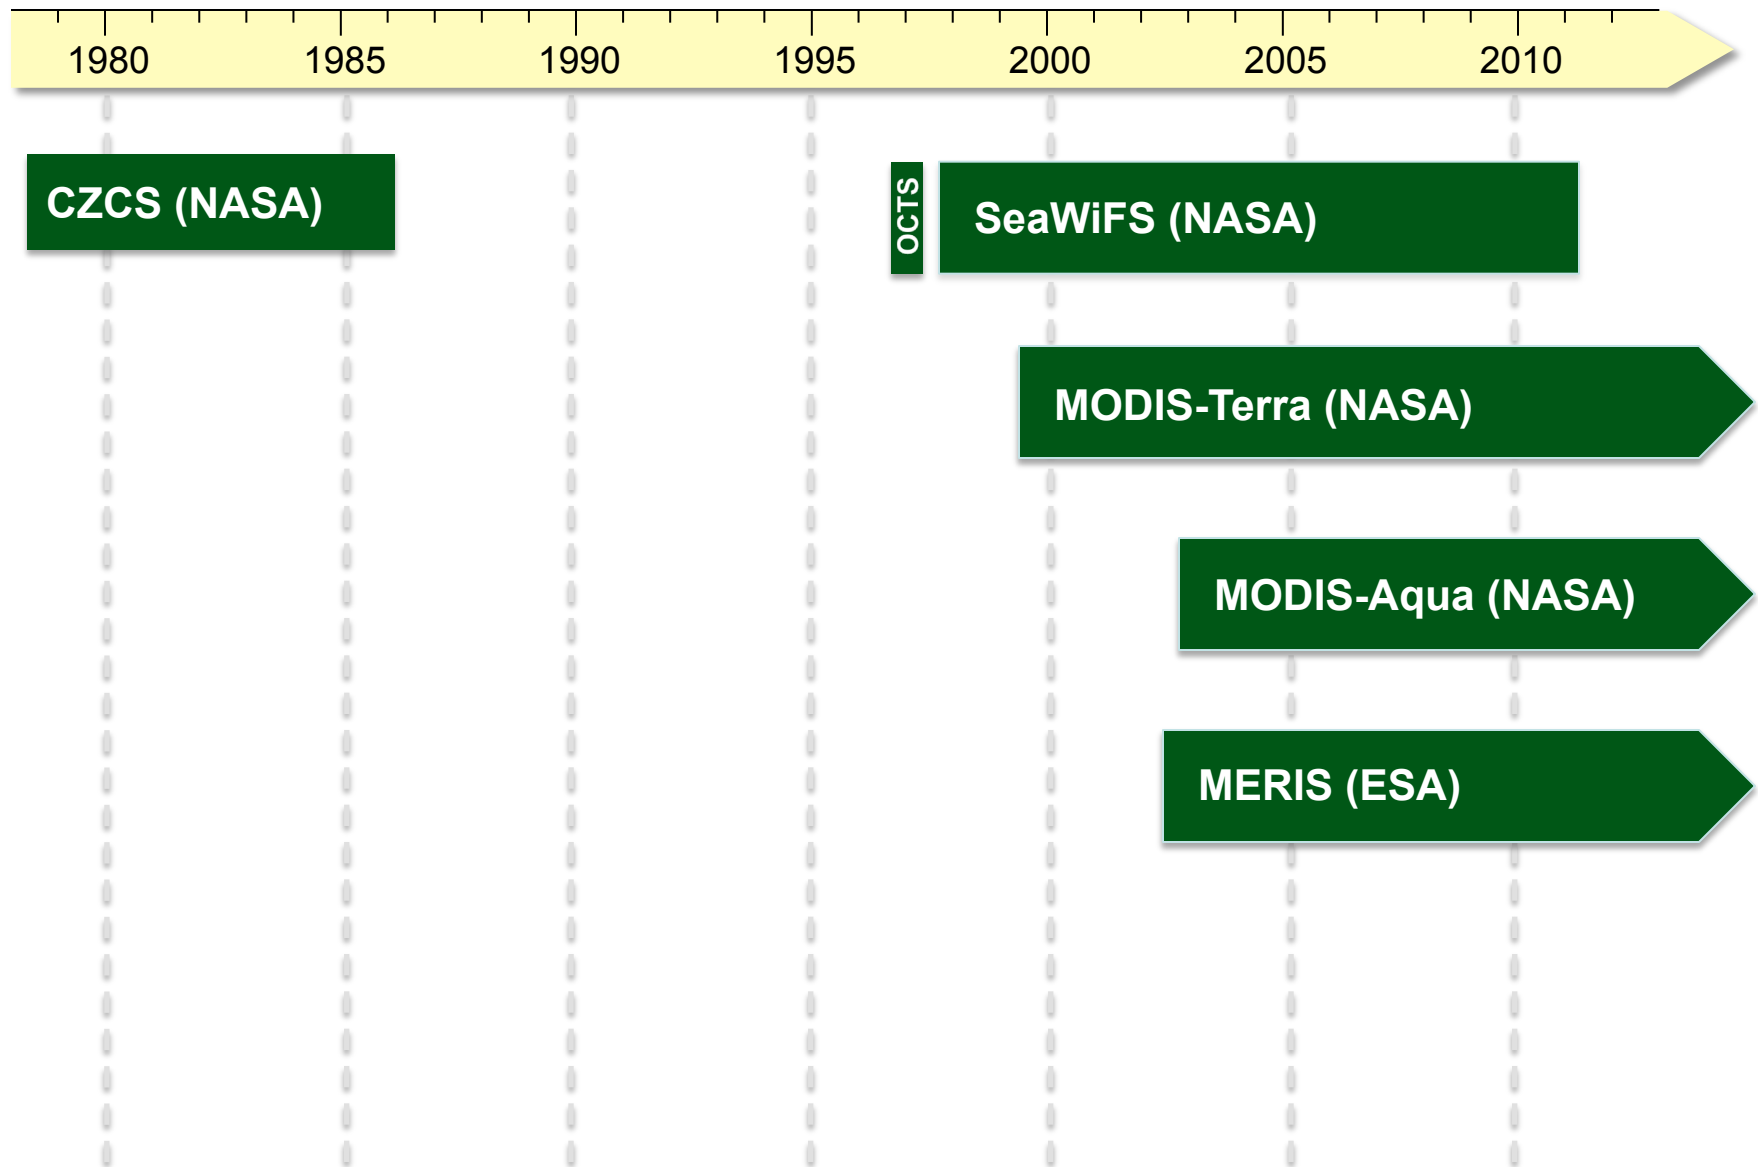 1980 1985 1990 1995 2000 2005 2010
CZCS (NASA)
OCTS
SeaWiFS (NASA)
MODIS-Terra (NASA)
MODIS-Aqua (NASA)
MERIS (ESA)